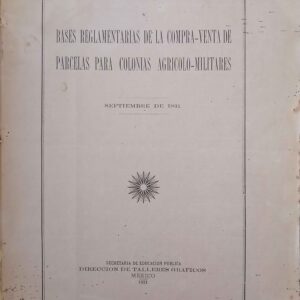 BASES REGLAMENTARIAS DE LA COMPRA-VENTA DE
PARCELAS PARA COLONIAS AGRICOLO-MILITARES
SEPTIEMBRE DE
SECRETARIA DE EDUCACION PUBLICA
DIRECCION DE TALLERES GRAFICOS
MEXICO